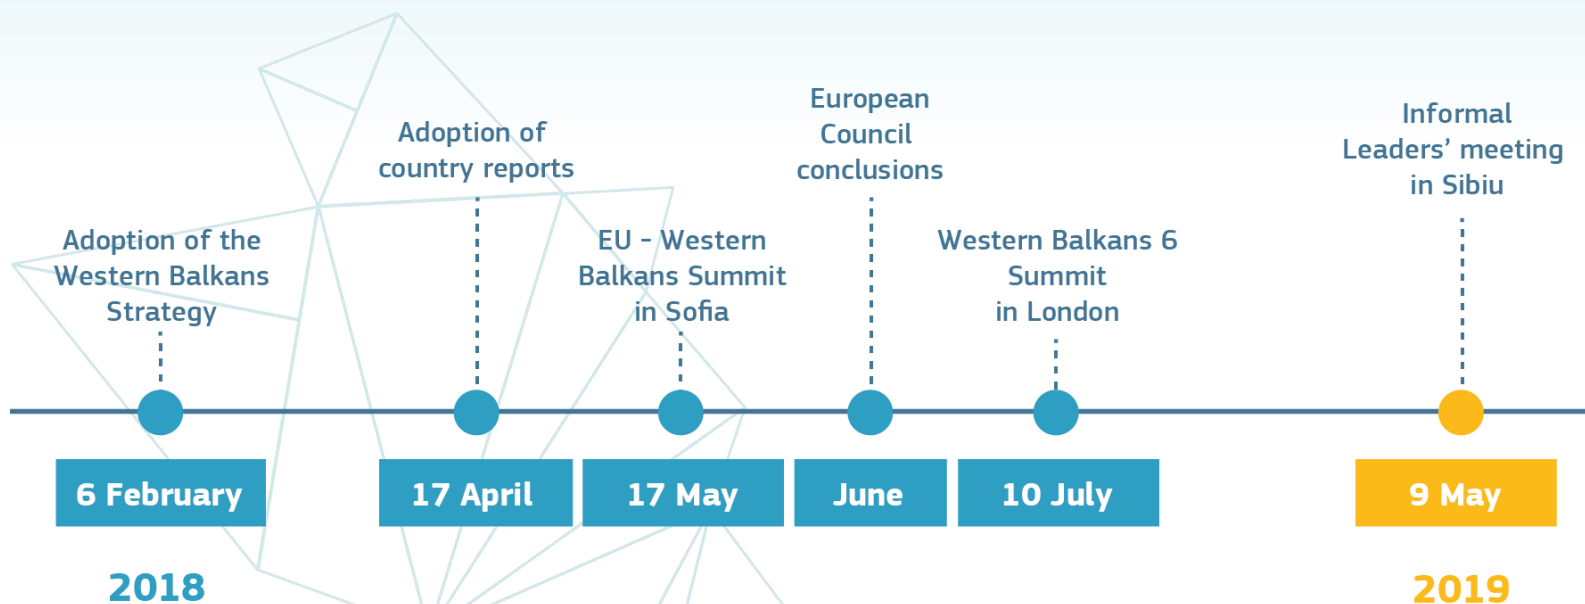 Adoption of the
Western Balkans
Strategy
6 February
2018
Adoption of
country reports
17 April
EU - Western
Balkans Summit
in Sofia
17 May
European
Council
conclusions
June
Western Balkans 6
Summit
in London
10 July
Informal
Leaders’ meeting
in Sibiu
9 May
2019